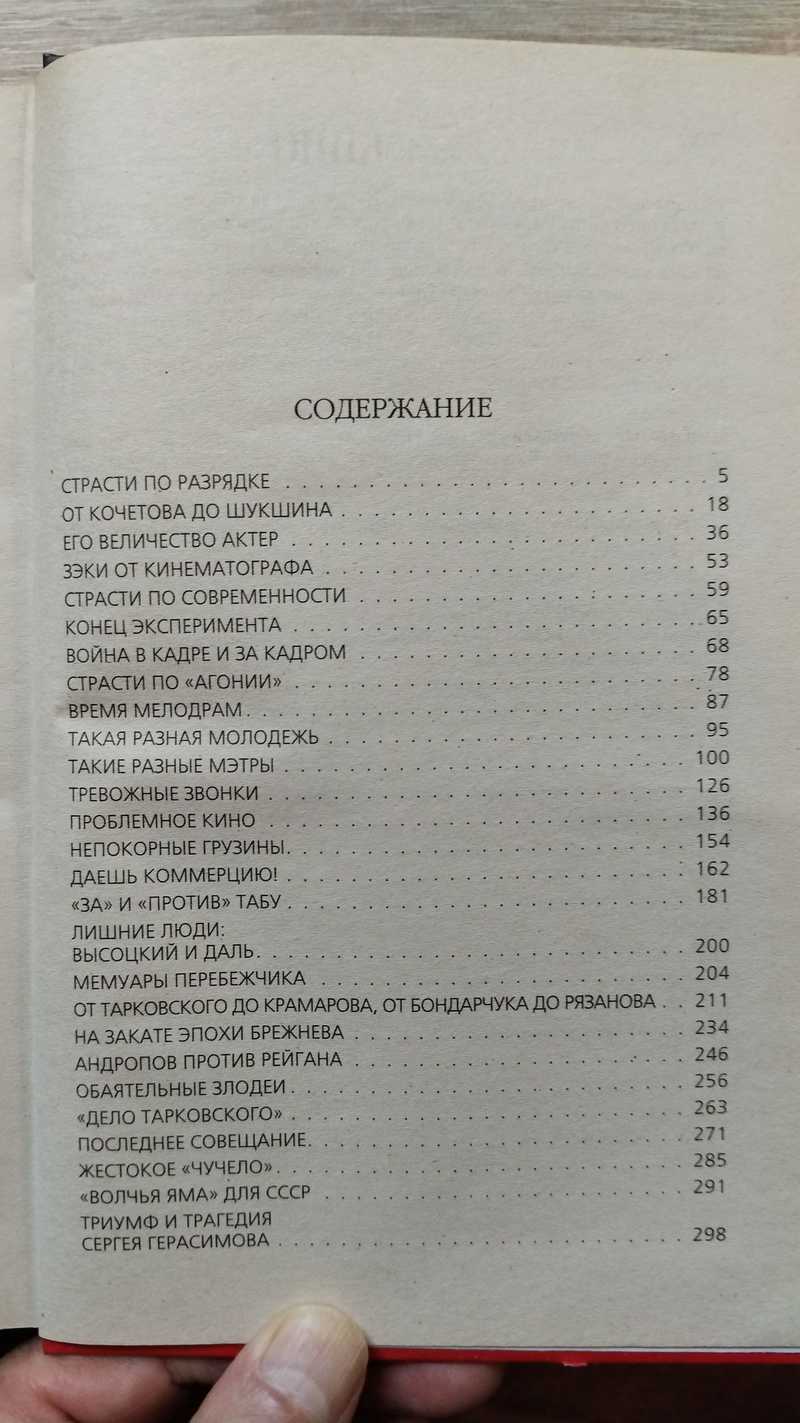 СОДЕРЖАНИЕ
СТРАСТИ ПО РАЗРЯДКЕ . . . . . . . . . . . . . . . . . . . . . . . . . . 5
ОТ КОЧЕТОВА ДО ШУКШИНА . . . . . . . . . . . . . . . . . . . . . . 18
ЕГО ВЕЛИЧЕСТВО АКТЕР . . . . . . . . . . . . . . . . . . . . . . . . . 36
ЗЭКИ ОТ КИНЕМАТОГРАФА . . . . . . . . . . . . . . . . . . . . . . . 53
СТРАСТИ ПО СОВРЕМЕННОСТИ . . . . . . . . . . . . . . . . . . . . . 59
КОНЕЦ ЭКСПЕРИМЕНТА . . . . . . . . . . . . . . . . . . . . . . . . . 65
ВОЙНА В КАДРЕ И ЗА КАДРОМ . . . . . . . . . . . . . . . . . . . . . 68
СТРАСТИ ПО «АГОНИИ» . . . . . . . . . . . . . . . . . . . . . . . . . 78
ВРЕМЯ МЕЛОДРАМ . . . . . . . . . . . . . . . . . . . . . . . . . . . . 87
ТАКАЯ РАЗНАЯ МОЛОДЕЖЬ . . . . . . . . . . . . . . . . . . . . . . . 95
ТАКИЕ РАЗНЫЕ МЭТРЫ . . . . . . . . . . . . . . . . . . . . . . . . . 100
ТРЕВОЖНЫЕ ЗВОНКИ . . . . . . . . . . . . . . . . . . . . . . . . . . 126
ПРОБЛЕМНОЕ КИНО . . . . . . . . . . . . . . . . . . . . . . . . . . 136
НЕПОКОРНЫЕ ГРУЗИНЫ . . . . . . . . . . . . . . . . . . . . . . . . . 154
ДАЕШЬ КОММЕРЦИЮ! . . . . . . . . . . . . . . . . . . . . . . . . . 162
«ЗА» И «ПРОТИВ» ТАБУ . . . . . . . . . . . . . . . . . . . . . . . . . 181
ЛИШНИЕ ЛЮДИ:
ВЫСОЦКИЙ И ДАЛЬ . . . . . . . . . . . . . . . . . . . . . . . . . . . 200
МЕМУАРЫ ПЕРЕБЕЖЧИКА . . . . . . . . . . . . . . . . . . . . . . . 204
ОТ ТАРКОВСКОГО ДО КРАМАРОВА, ОТ БОНДАРЧУКА ДО РЯЗАНОВА . . 211
НА ЗАКАТЕ ЭПОХИ БРЕЖНЕВА . . . . . . . . . . . . . . . . . . . . . 234
АНДРОПОВ ПРОТИВ РЕЙГАНА . . . . . . . . . . . . . . . . . . . . . 246
ОБАЯТЕЛЬНЫЕ ЗЛОДЕИ . . . . . . . . . . . . . . . . . . . . . . . . . 256
«ДЕЛО ТАРКОВСКОГО» . . . . . . . . . . . . . . . . . . . . . . . . . 263
ПОСЛЕДНЕЕ СОВЕЩАНИЕ . . . . . . . . . . . . . . . . . . . . . . . . 271
ЖЕСТОКОЕ «ЧУЧЕЛО» . . . . . . . . . . . . . . . . . . . . . . . . . . 285
«ВОЛЧЬЯ ЯМА» ДЛЯ СССР . . . . . . . . . . . . . . . . . . . . . . . 291
ТРИУМФ И ТРАГЕДИЯ
СЕРГЕЯ ГЕРАСИМОВА . . . . . . . . . . . . . . . . . . . . . . . . . . 298